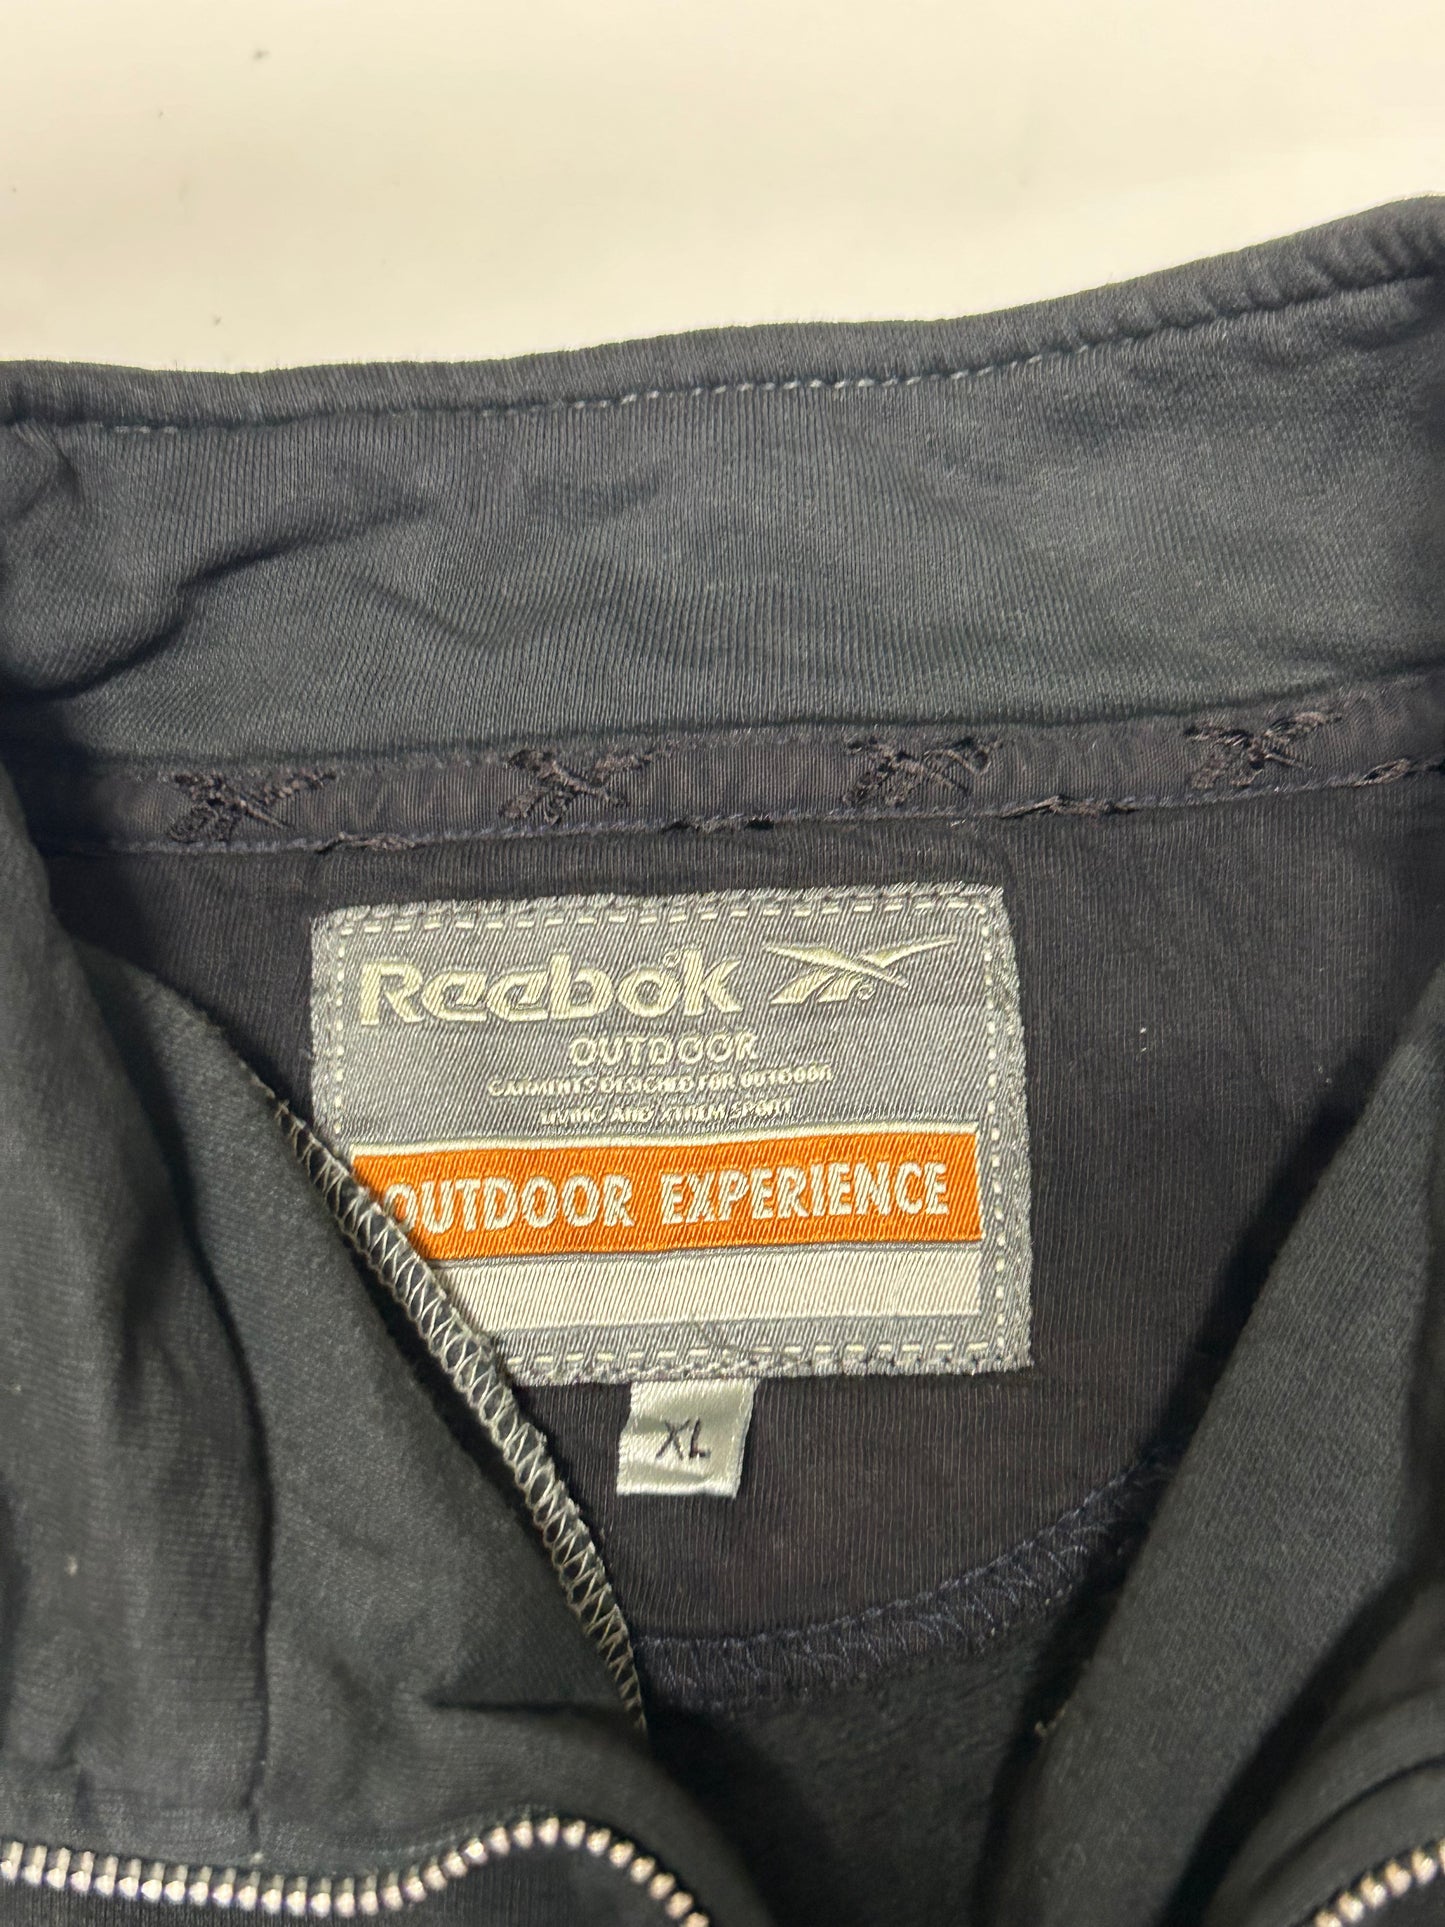 Reebok
OUTDOOR
GARMENTS DESIGNED FOR OUTDOOR
LIVING AND XTREM SPORT
OUTDOOR EXPERIENCE
XL